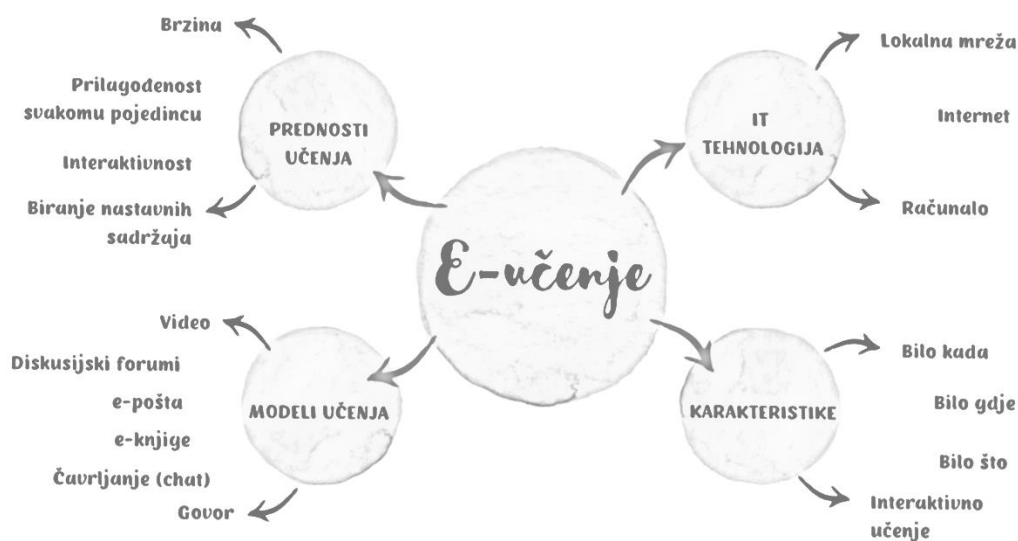 Brzina
Prilagođenost
svakomu pojedincu
Interaktivnost
Biranje nastavnih
sadržaja
PREDNOSTI
UČENJA
IT
TEHNOLOGIJA
Lokalna mreža
Internet
Računalo
E-učenje
Video
Diskusijski forumi
e-pošta
e-knjige
Čavrljanje (chat)
Govor
MODELI UČENJA
KARAKTERISTIKE
Bilo kada
Bilo gdje
Bilo što
Interaktivno
učenje